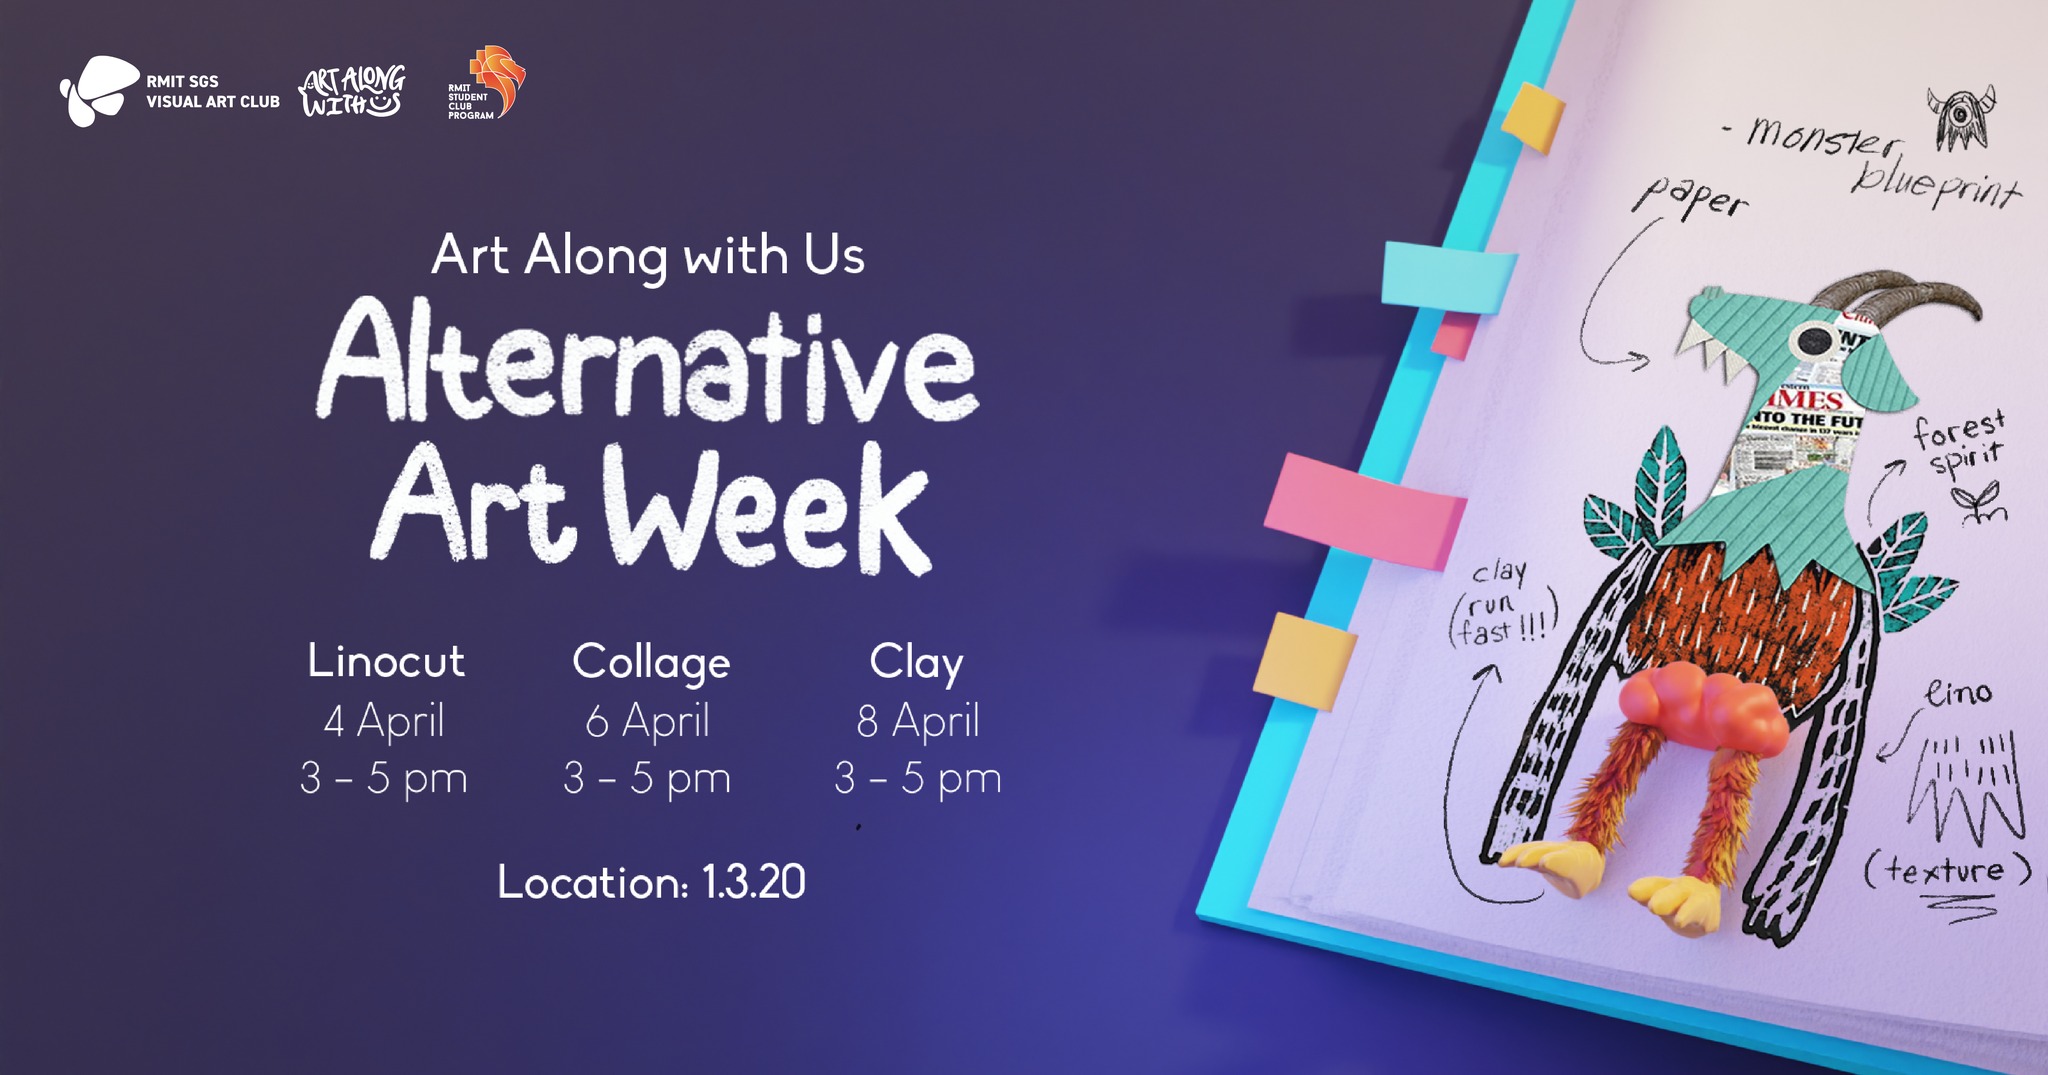 RMIT SGS
VISUAL ART CLUB
ART ALONG
WITH US
RMIT
STUDENT
CLUB
PROGRAM
Art Along with Us
Alternative
Art Week
Linocut
4 April
3 – 5 pm
Collage
6 April
3 – 5 pm
Clay
8 April
3 – 5 pm
Location: 1.3.20
- monster
blueprint
paper
IMES
NTO THE FUT
forest
spirit
clay
(run
fast!!!)
lino
(texture)